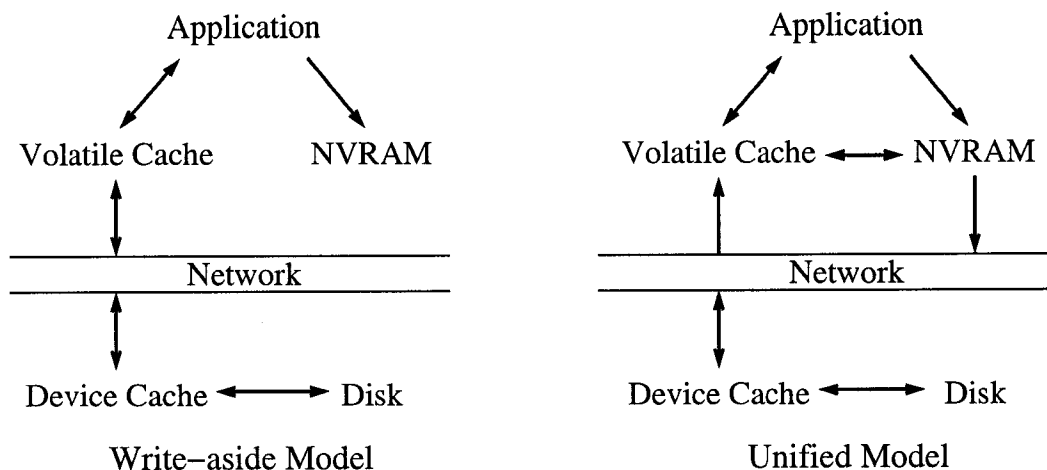 Application
Volatile Cache
NVRAM
Network
Device Cache
Disk
Write-aside Model
Application
Volatile Cache
NVRAM
Network
Device Cache
Disk
Unified Model